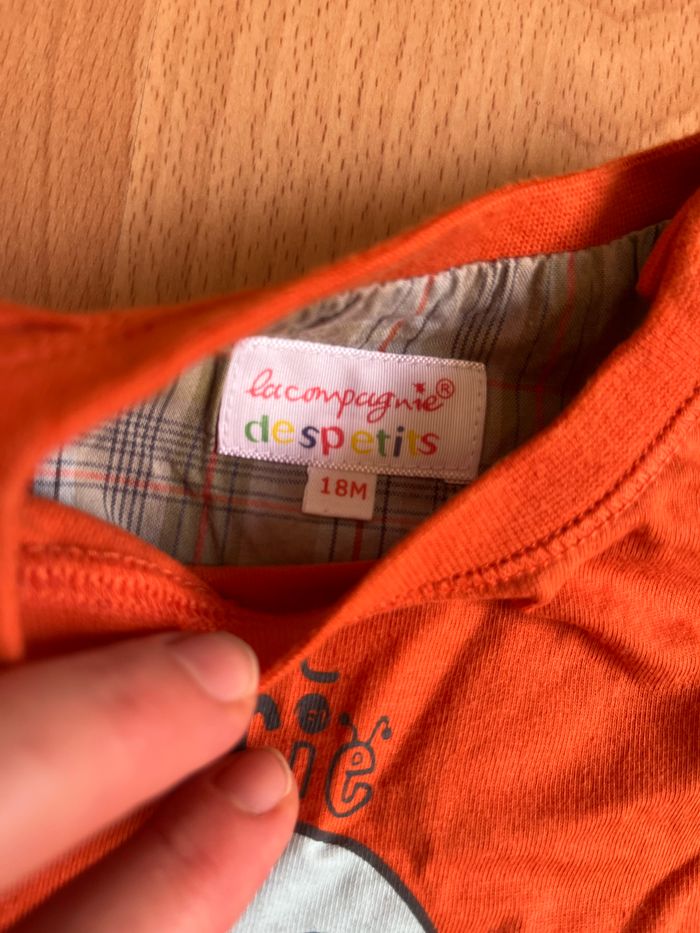 lacompagnie®
despetits
18M